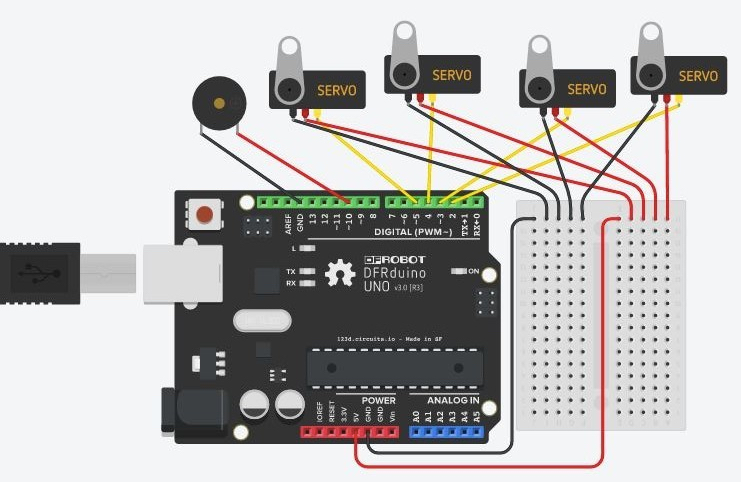 SERVO
SERVO
SERVO
SERVO
AREF
GND
13
12
~11
~10
~9
8
7
~6
~5
4
~3
2
TX→1
RX←0
DIGITAL (PWM~)
L
TX
RX
DFROBOT
DFRduino
UNO v3.0 [R3]
ON
123d.circuits.io - Made in SF
POWER
ANALOG IN
IOREF
RESET
3.3V
5V
GND
GND
Vin
A0
A1
A2
A3
A4
A5